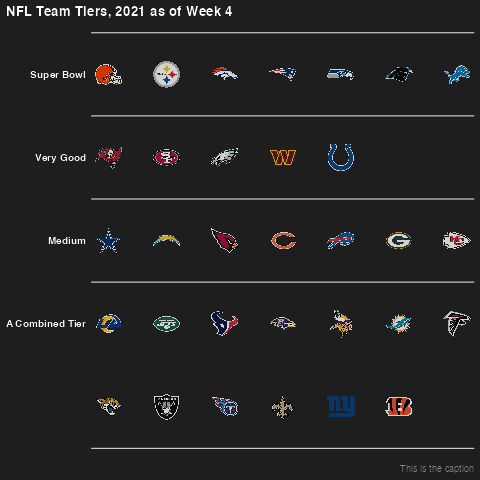 NFL Team Tiers, 2021 as of Week 4
Super Bowl
Very Good
Medium
A Combined Tier
This is the caption